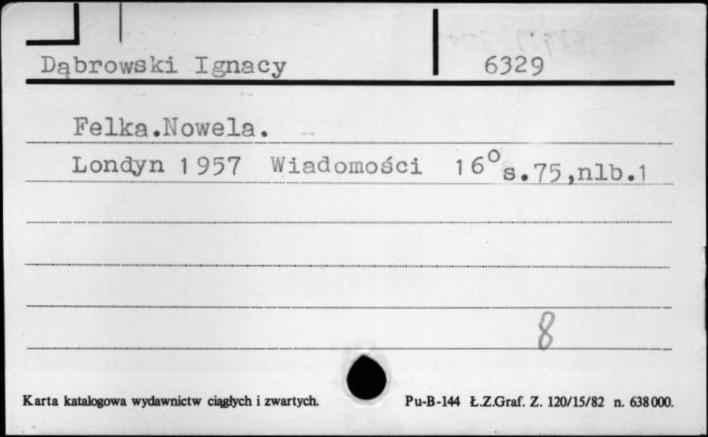 Dąbrowski Ignacy 6329
Felka.Nowela.
Londyn 1957 Wiadomości 16° s.75,nlb.1
8
Karta katalogowa wydawnictw ciągłych i zwartych. Pu-B-144 Ł.Z.Graf. Z. 120/15/82 n. 638000.